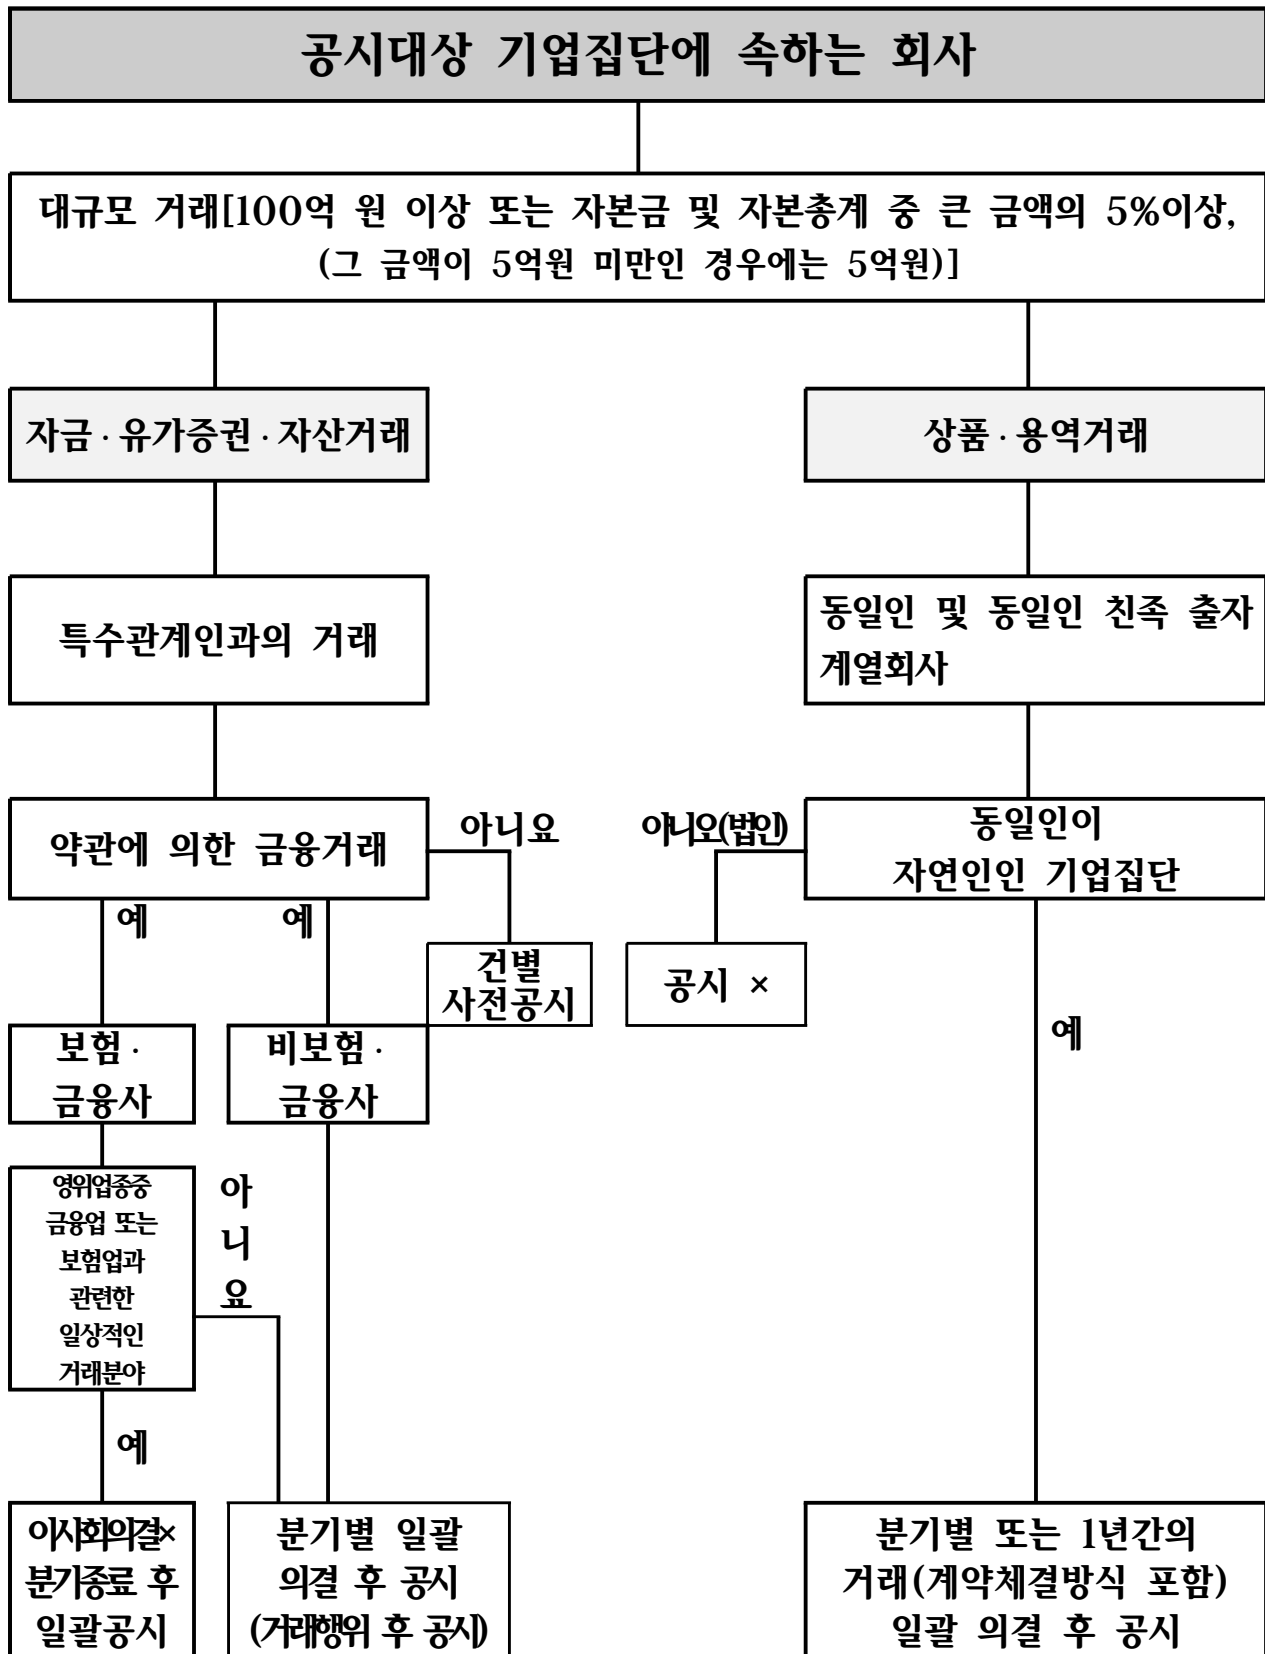 공시대상 기업집단에 속하는 회사
대규모 거래[100억 원 이상 또는 자본금 및 자본총계 중 큰 금액의 5%이상,
(그 금액이 5억원 미만인 경우에는 5억원)]
자금·유가증권·자산거래
상품·용역거래
특수관계인과의 거래
동일인 및 동일인 친족 출자
계열회사
약관에 의한 금융거래
아니요
아니오(법인)
동일인이
자연인인 기업집단
예
예
건별
사전공시
공시 ×
예
보험·
금융사
비보험·
금융사
영위업종중
금융업 또는
보험업과
관련한
일상적인
거래분야
아
니
요
예
이사회의결×
분기종료 후
일괄공시
분기별 일괄
의결 후 공시
(거래행위 후 공시)
분기별 또는 1년간의
거래(계약체결방식 포함)
일괄 의결 후 공시